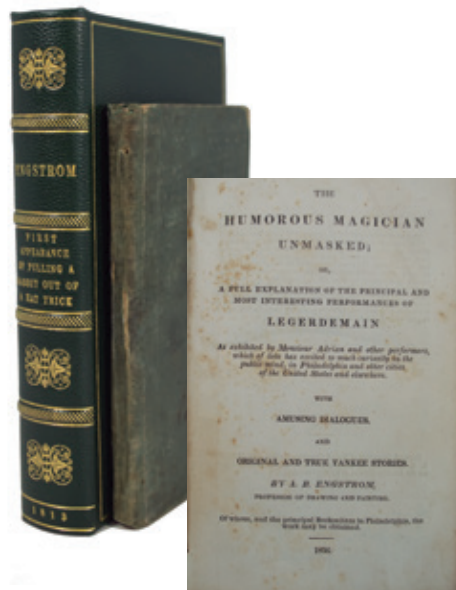 ENGSTROM
FIRST
APPEARANCE
OF PULLING A
RABBIT OUT OF
A HAT TRICK
THE
HUMOROUS MAGICIAN
UNMASKED;
OR,
A FULL EXPLANATION OF THE PRINCIPAL AND
MOST INTERESTING PERFORMANCES OF
LEGERDEMAIN
As exhibited by Monsieur Adrien and other performers,
which of late has excited so much curiosity in the
public mind, in Philadelphia and other cities,
of the United States and elsewhere.
WITH
AMUSING DIALOGUES,
AND
ORIGINAL AND TRUE YANKEE STORIES.
BY A. B. ENGSTROM,
PROFESSOR OF DRAWING AND PAINTING.
Of whom, and the principal Booksellers in Philadelphia, the
work may be obtained.
1836.